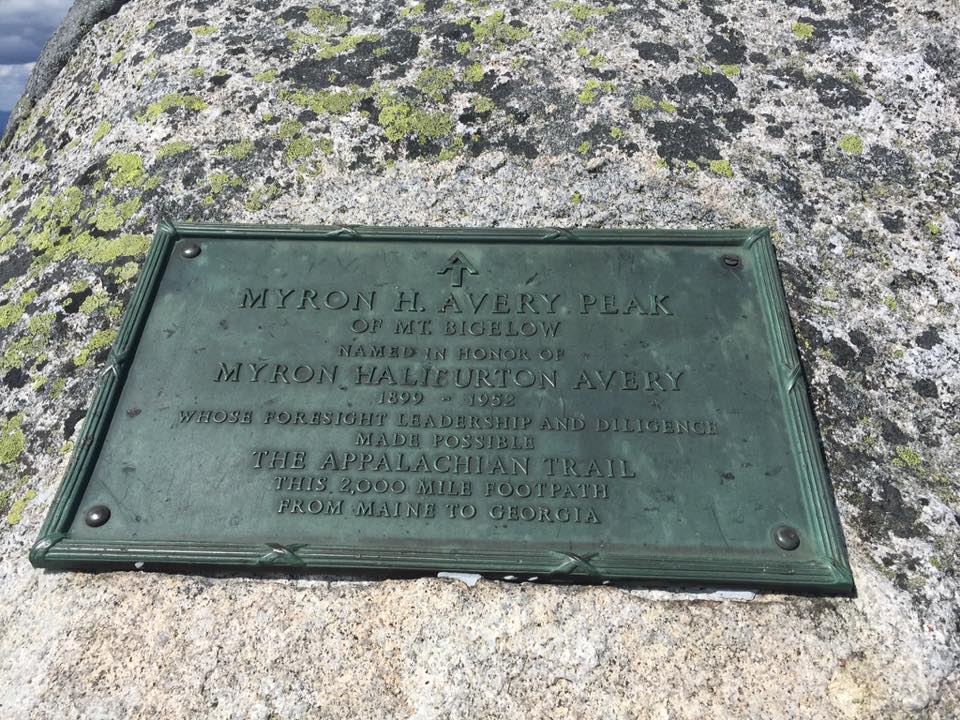 MYRON H. AVERY PEAK
OF MT. BIGELOW
NAMED IN HONOR OF
MYRON HALIBURTON AVERY
1899 - 1952
WHOSE FORESIGHT LEADERSHIP AND DILIGENCE
MADE POSSIBLE
THE APPALACHIAN TRAIL
THIS 2,000 MILE FOOTPATH
FROM MAINE TO GEORGIA